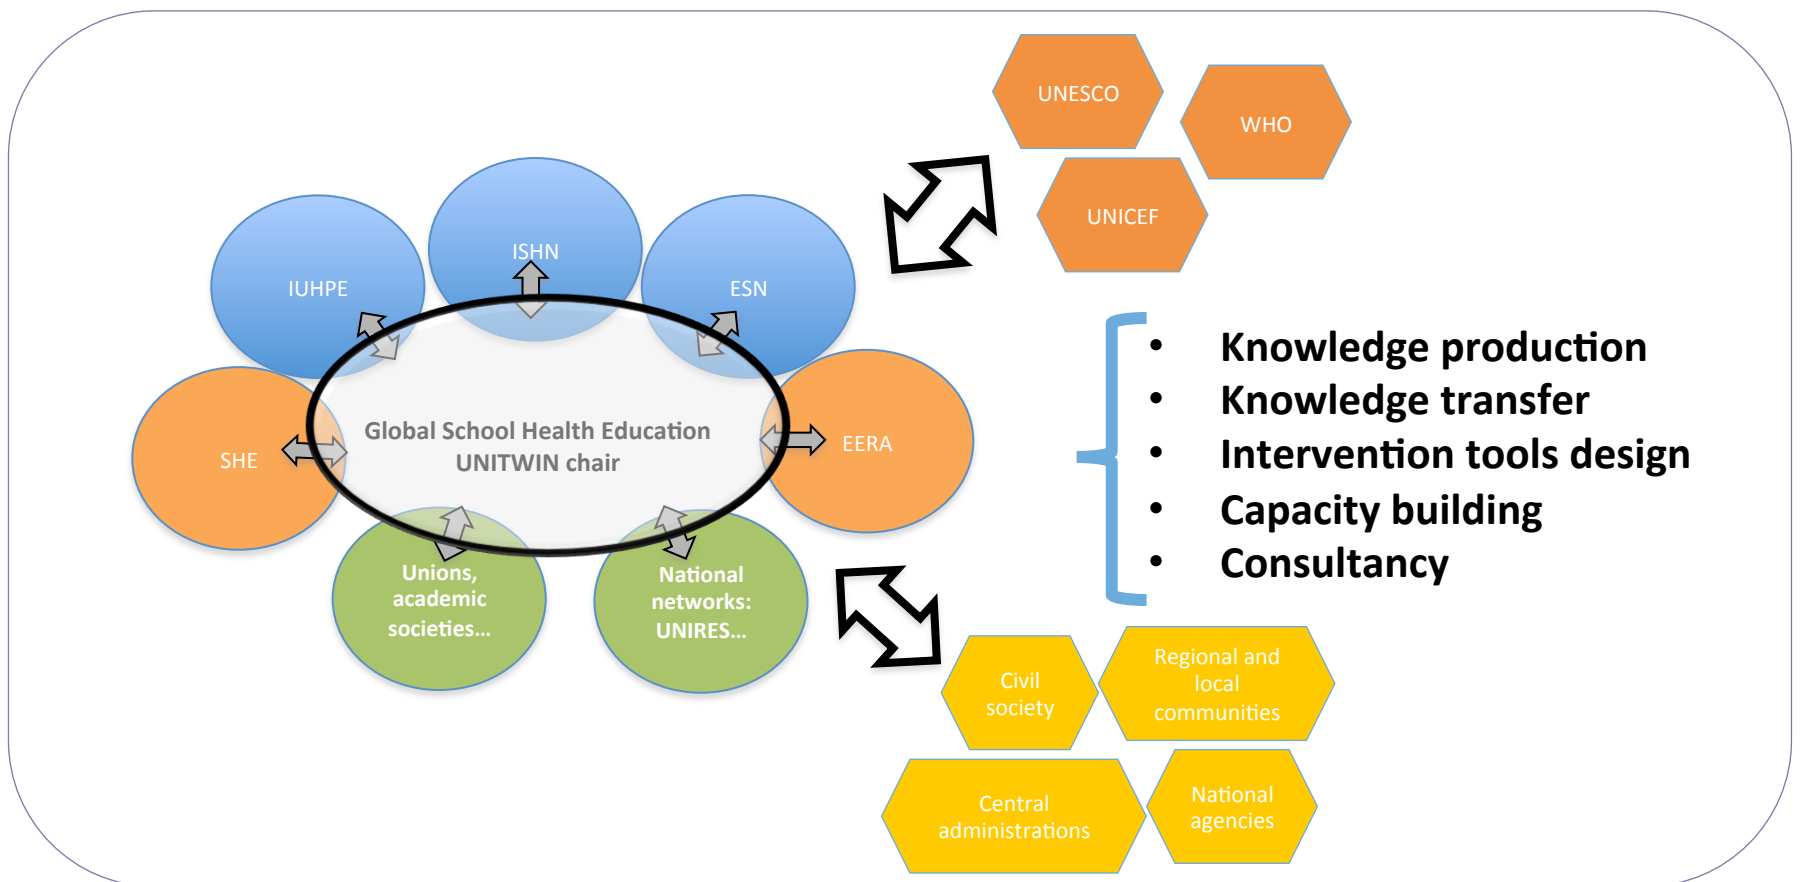 UNESCO
WHO
UNICEF
ISHN
IUHPE
ESN
SHE
Global School Health Education
UNITWIN chair
EERA
Unions,
academic
societies…
National
networks:
UNIRES…
• Knowledge production
• Knowledge transfer
• Intervention tools design
• Capacity building
• Consultancy
Civil
society
Regional and
local
communities
Central
administrations
National
agencies